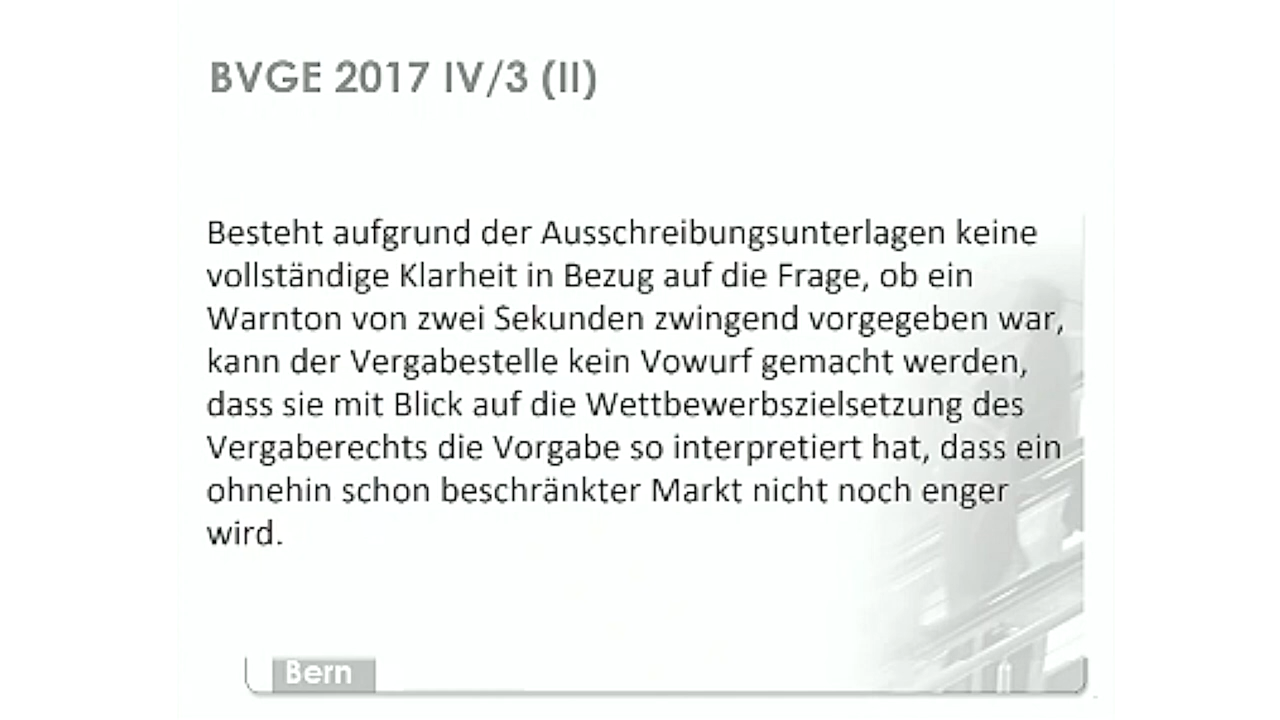 BVGE 2017 IV/3 (II)
Besteht aufgrund der Ausschreibungsunterlagen keine
vollständige Klarheit in Bezug auf die Frage, ob ein
Warnton von zwei Sekunden zwingend vorgegeben war,
kann der Vergabestelle kein Vowurf gemacht werden,
dass sie mit Blick auf die Wettbewerbszielsetzung des
Vergaberechts die Vorgabe so interpretiert hat, dass ein
ohnehin schon beschränkter Markt nicht noch enger
wird.
Bern